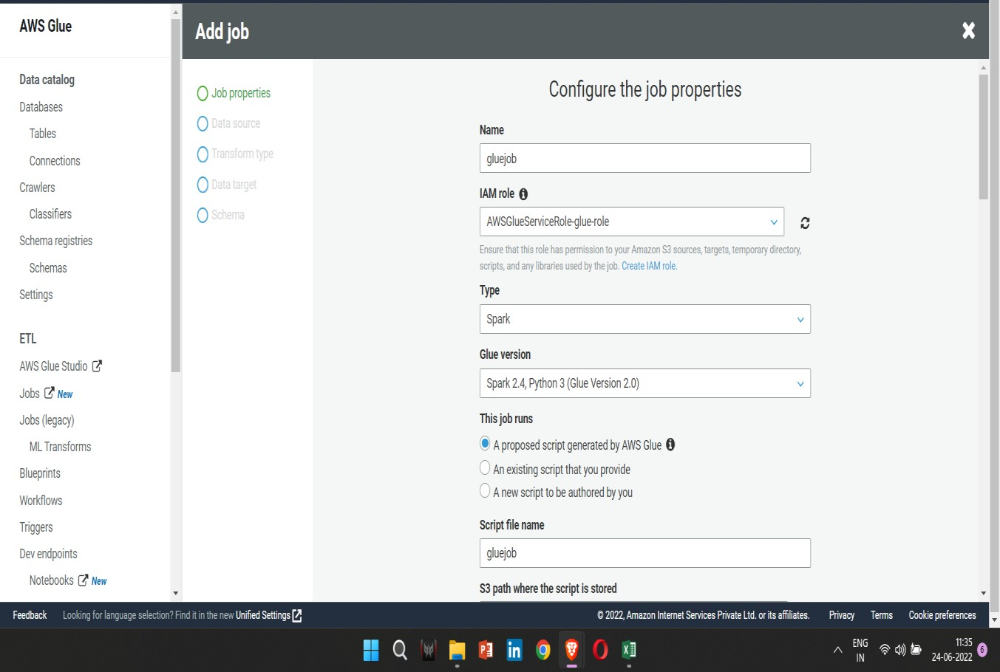 AWS Glue
Data catalog
Databases
Tables
Connections
Crawlers
Classifiers
Schema registries
Schemas
Settings
ETL
AWS Glue Studio
Jobs New
Jobs (legacy)
ML Transforms
Blueprints
Workflows
Triggers
Dev endpoints
Notebooks New
Add job
Job properties
Data source
Transform type
Data target
Schema
Configure the job properties
Name
gluejob
IAM role
AWSGlueServiceRole-glue-role
Ensure that this role has permission to your Amazon S3 sources, targets, temporary directory,
scripts, and any libraries used by the job. Create IAM role.
Type
Spark
Glue version
Spark 2.4, Python 3 (Glue Version 2.0)
This job runs
A proposed script generated by AWS Glue
An existing script that you provide
A new script to be authored by you
Script file name
gluejob
S3 path where the script is stored
Feedback Looking for language selection? Find it in the new Unified Settings © 2022, Amazon Internet Services Private Ltd. or its affiliates. Privacy Terms Cookie preferences
ENG
IN
11:35
24-06-2022
6